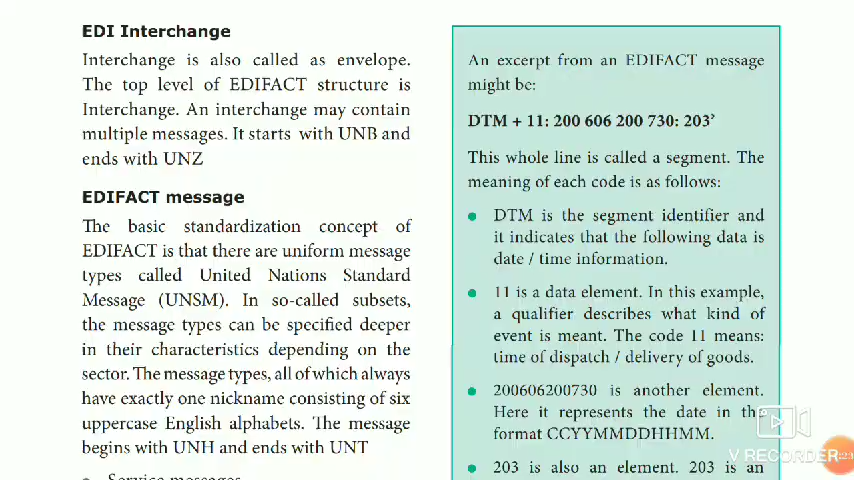 EDI Interchange
Interchange is also called as envelope.
The top level of EDIFACT structure is
Interchange. An interchange may contain
multiple messages. It starts with UNB and
ends with UNZ
EDIFACT message
The basic standardization concept of
EDIFACT is that there are uniform message
types called United Nations Standard
Message (UNSM). In so-called subsets,
the message types can be specified deeper
in their characteristics depending on the
sector. The message types, all of which always
have exactly one nickname consisting of six
uppercase English alphabets. The message
begins with UNH and ends with UNT
Service messages
An excerpt from an EDIFACT message
might be:
DTM + 11: 200 606 200 730: 203’
This whole line is called a segment. The
meaning of each code is as follows:
DTM is the segment identifier and
it indicates that the following data is
date / time information.
11 is a data element. In this example,
a qualifier describes what kind of
event is meant. The code 11 means:
time of dispatch / delivery of goods.
200606200730 is another element.
Here it represents the date in the
format CCYYMMDDHHMM.
203 is also an element. 203 is an
V RECORDER